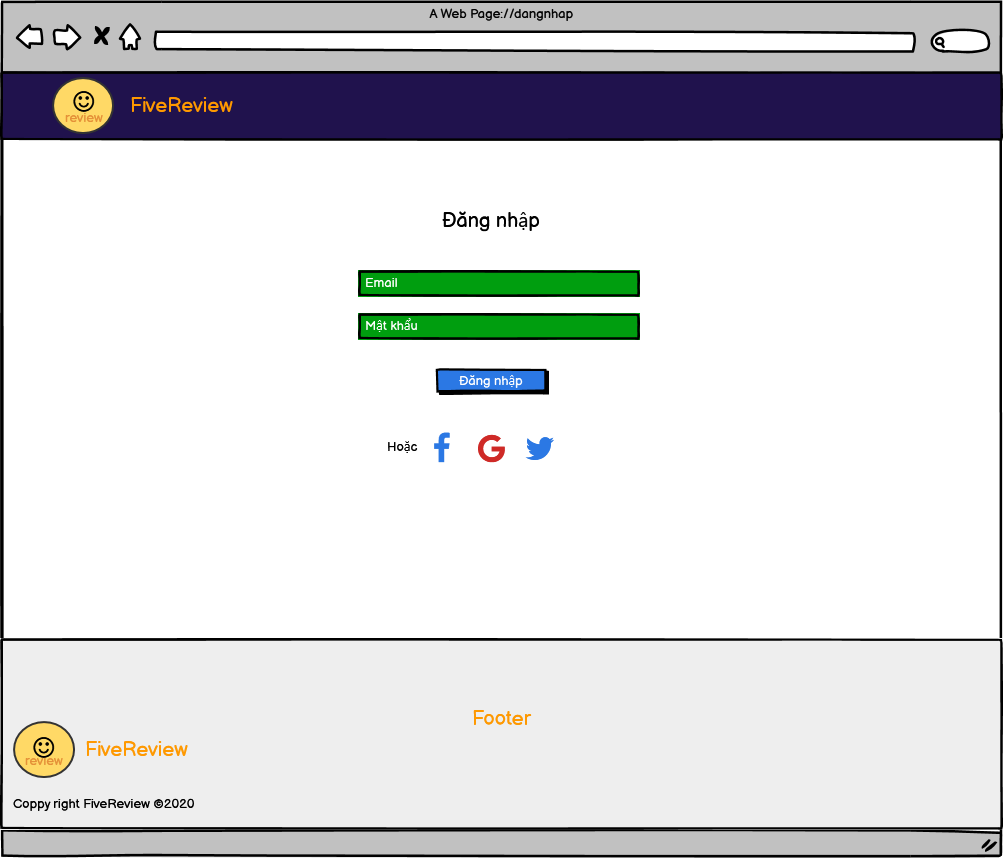 A Web Page://dangnhap
review
FiveReview
Đăng nhập
Email
Mật khẩu
Đăng nhập
Hoặc
Footer
review
FiveReview
Coppy right FiveReview ©2020